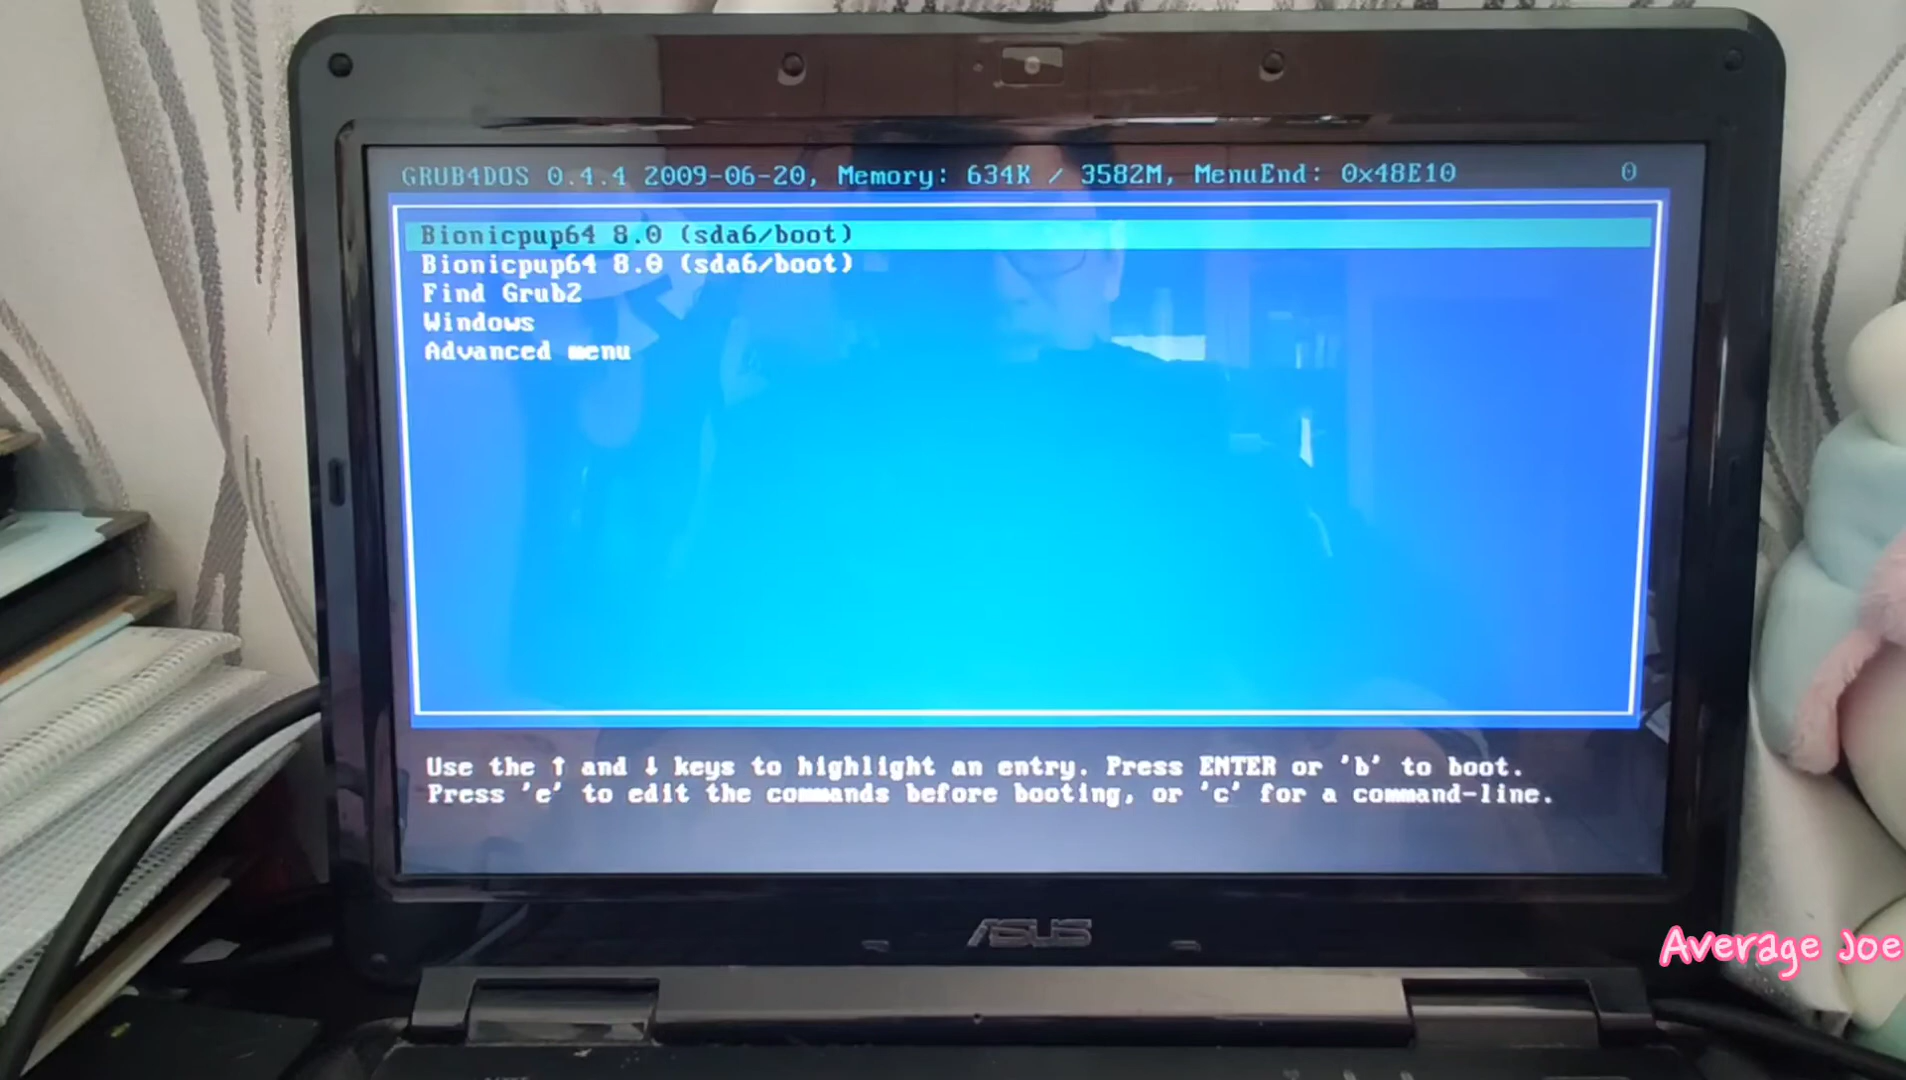 GRUB4DOS 0.4.4 2009-06-20, Memory: 634K / 3582M, MenuEnd: 0x48E10 0
Bionicpup64 8.0 (sda6/boot)
Bionicpup64 8.0 (sda6/boot)
Find Grub2
Windows
Advanced menu
Use the ↑ and ↓ keys to highlight an entry. Press ENTER or 'b' to boot.
Press 'e' to edit the commands before booting, or 'c' for a command-line.
ASUS
Average Joe